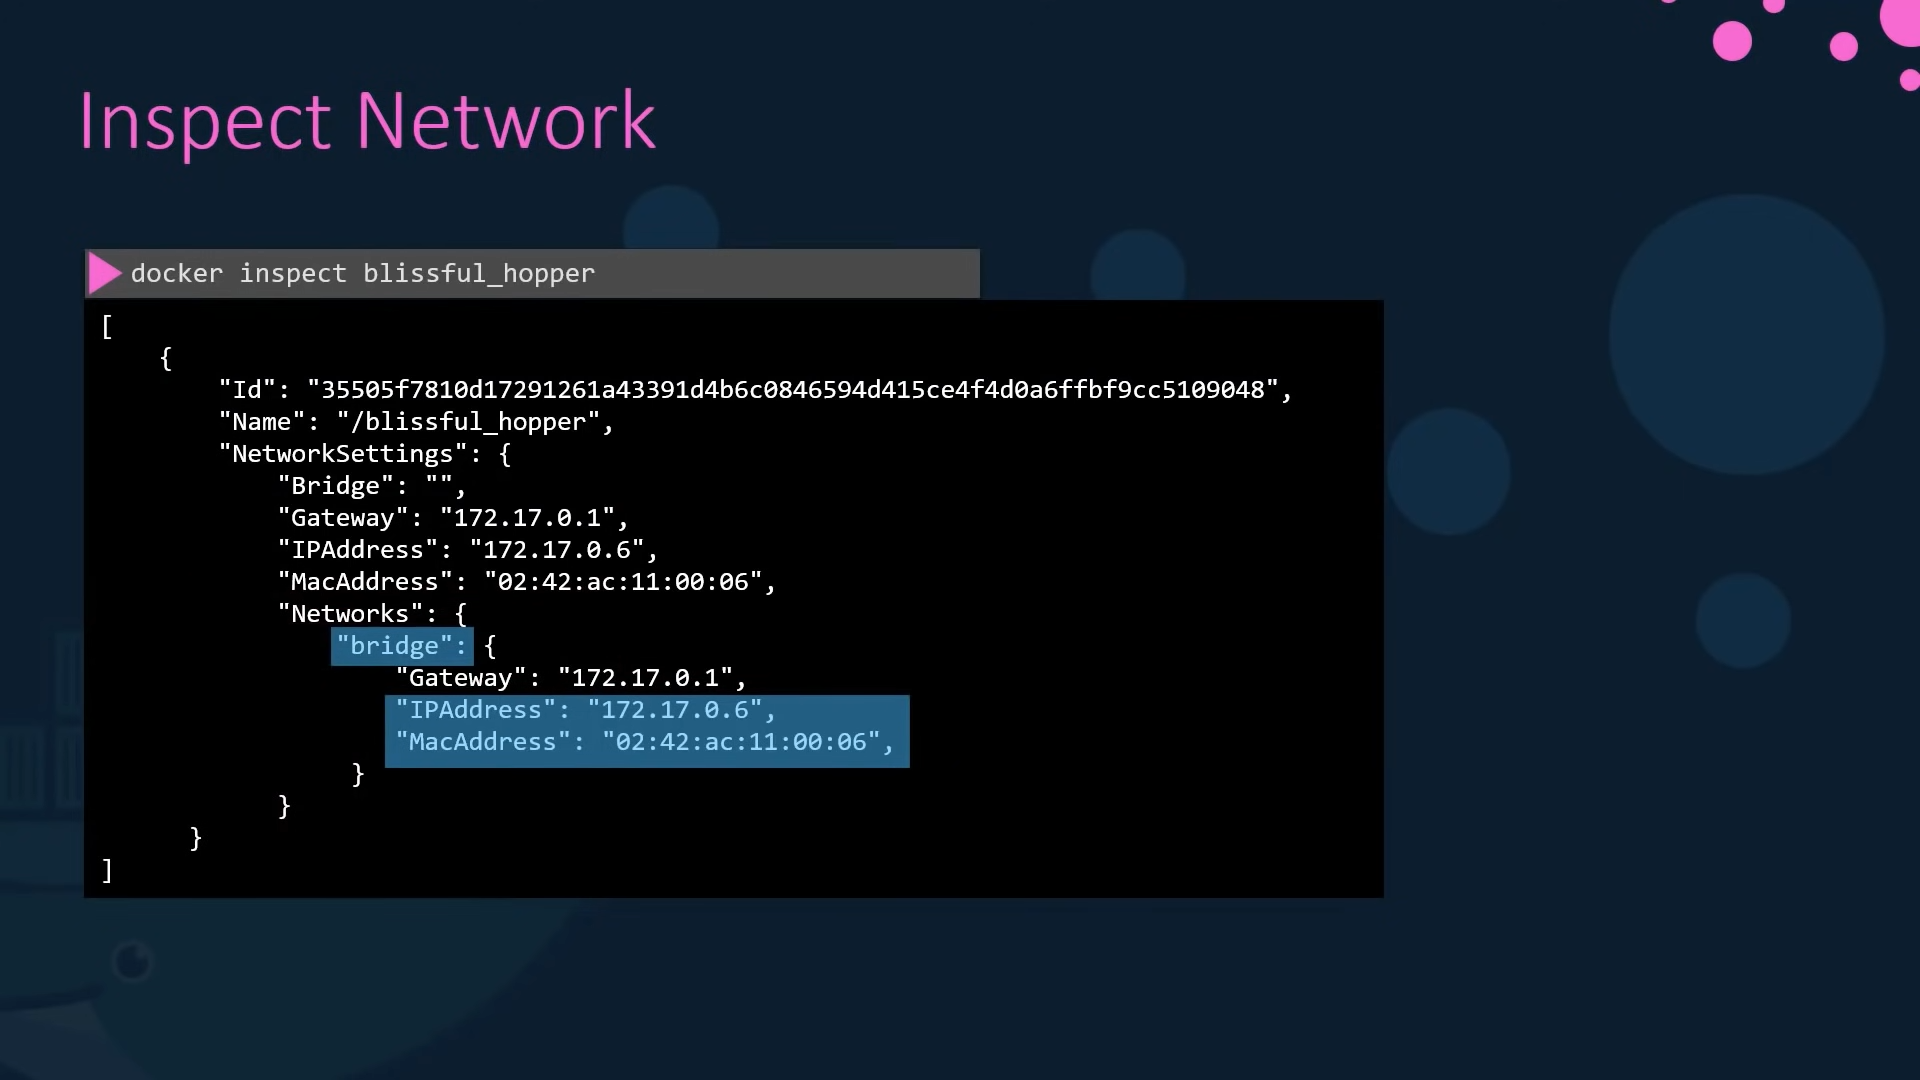 Inspect Network
docker inspect blissful_hopper
[
{
"Id": "35505f7810d17291261a43391d4b6c0846594d415ce4f4d0a6ffbf9cc5109048",
"Name": "/blissful_hopper",
"NetworkSettings": {
"Bridge": "",
"Gateway": "172.17.0.1",
"IPAddress": "172.17.0.6",
"MacAddress": "02:42:ac:11:00:06",
"Networks": {
"bridge": {
"Gateway": "172.17.0.1",
"IPAddress": "172.17.0.6",
"MacAddress": "02:42:ac:11:00:06",
}
}
}
]